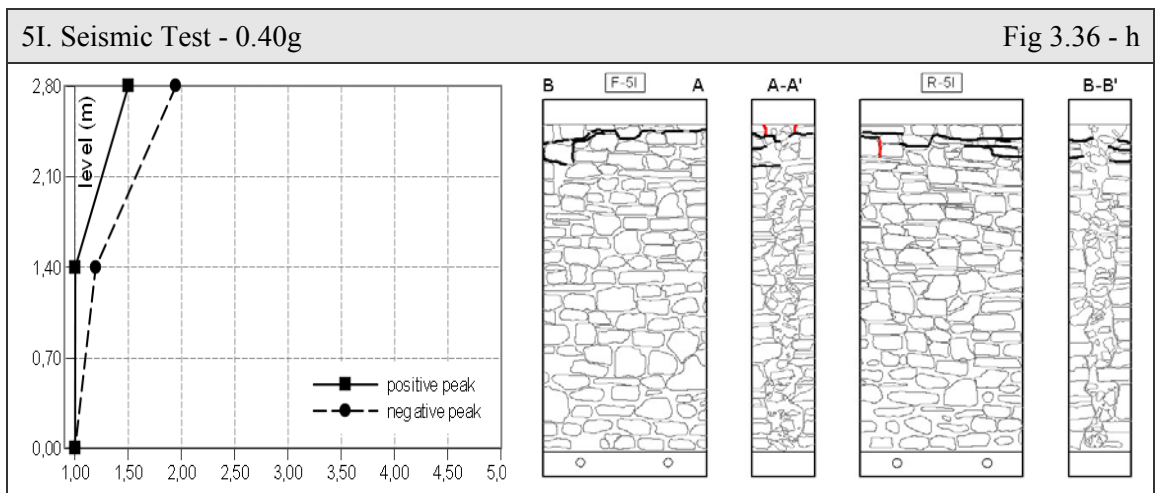 5I. Seismic Test - 0.40g Fig 3.36 - h
2,80
2,10
1,40
0,70
0,00
level (m)
positive peak
negative peak
1,00 1,50 2,00 2,50 3,00 3,50 4,00 4,50 5,0
B F-5I A A-A' R-5I B-B'